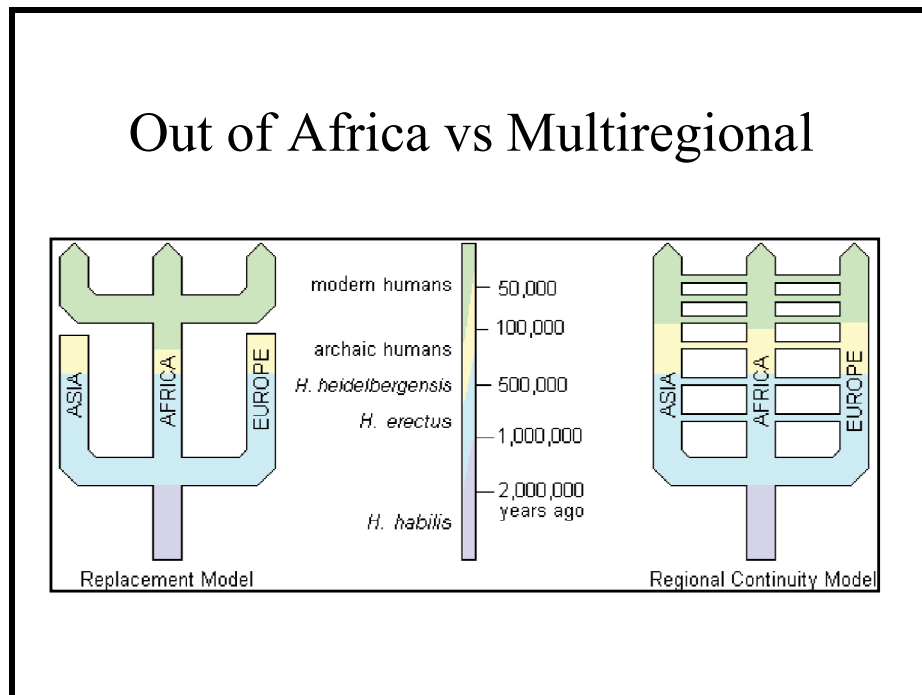 Out of Africa vs Multiregional
ASIA
AFRICA
EUROPE
Replacement Model
modern humans
archaic humans
H. heidelbergensis
H. erectus
H. habilis
50,000
100,000
500,000
1,000,000
2,000,000
years ago
ASIA
AFRICA
EUROPE
Regional Continuity Model